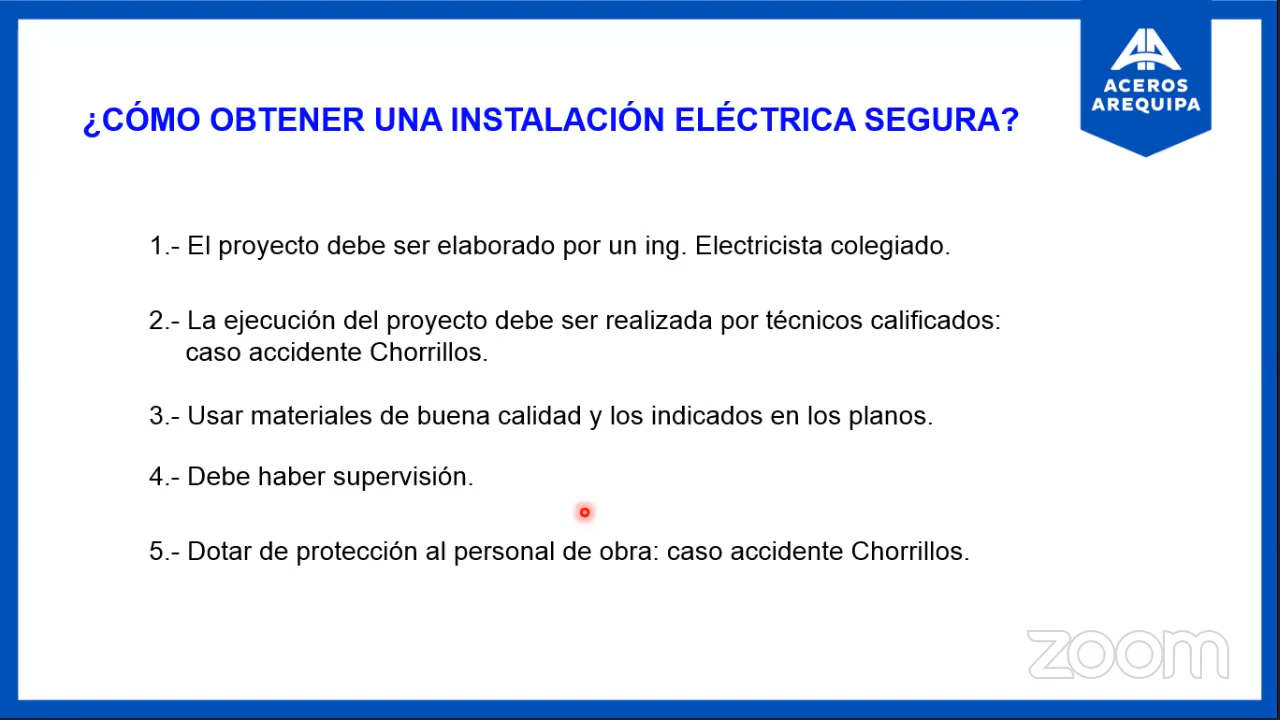 ACEROS
AREQUIPA
¿CÓMO OBTENER UNA INSTALACIÓN ELÉCTRICA SEGURA?
1.- El proyecto debe ser elaborado por un ing. Electricista colegiado.
2.- La ejecución del proyecto debe ser realizada por técnicos calificados:
caso accidente Chorrillos.
3.- Usar materiales de buena calidad y los indicados en los planos.
4.- Debe haber supervisión.
5.- Dotar de protección al personal de obra: caso accidente Chorrillos.
zoom